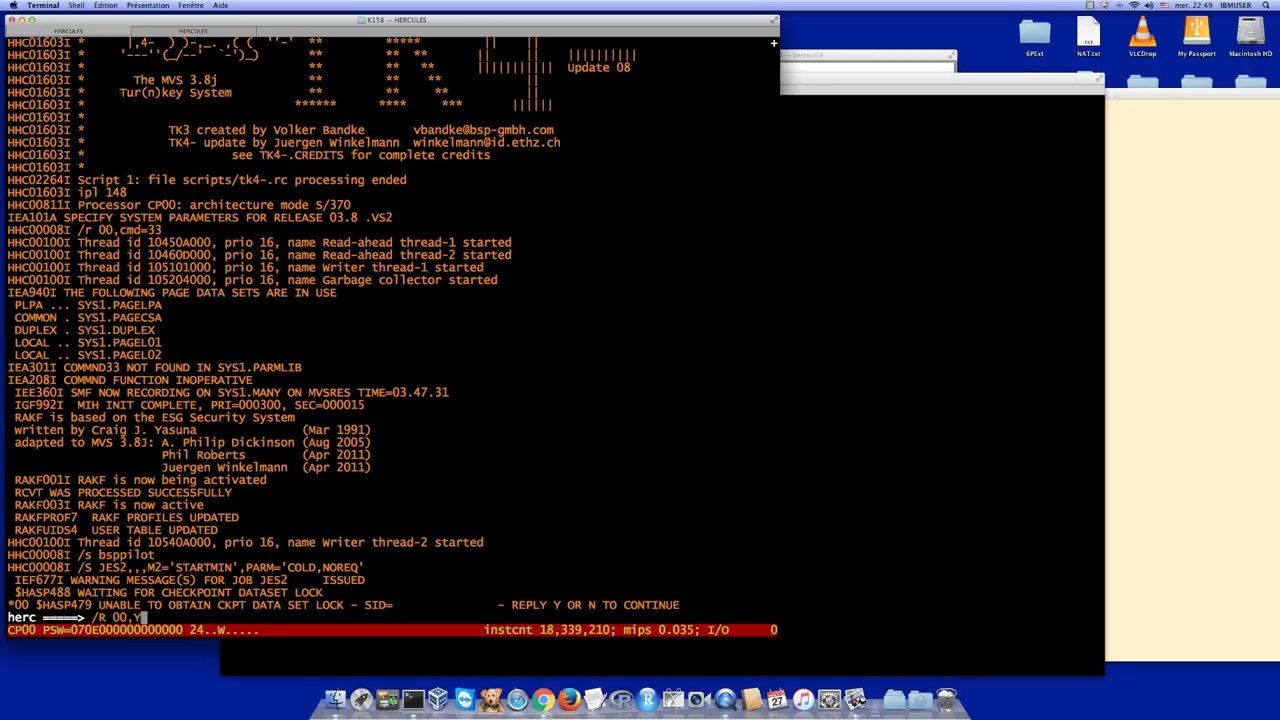 Terminal Shell Édition Présentation Fenêtre Aide
mer. 22:49 IBMUSER
K158 — HERCULES
HERCULES HERCULES
HHC01603I * |,4- ) )-,_. ,( ( ''-' ** ***** || ||
HHC01603I * '---''(_/--' `-')_) ** ** ** || || ||||||||||
HHC01603I * ** ** ** ||||||||||| Update 08
HHC01603I * The MVS 3.8j ** ** ** ||
HHC01603I * Tur(n)key System ** ** ** ||
HHC01603I * ****** **** *** ||||||
HHC01603I *
HHC01603I * TK3 created by Volker Bandke vbandke@bsp-gmbh.com
HHC01603I * TK4- update by Juergen Winkelmann winkelmann@id.ethz.ch
HHC01603I * see TK4-.CREDITS for complete credits
HHC01603I *
HHC02264I Script 1: file scripts/tk4-.rc processing ended
HHC01603I ipl 148
HHC00811I Processor CP00: architecture mode S/370
IEA101A SPECIFY SYSTEM PARAMETERS FOR RELEASE 03.8 .VS2
HHC00008I /r 00,cmd=33
HHC00100I Thread id 10450A000, prio 16, name Read-ahead thread-1 started
HHC00100I Thread id 10460D000, prio 16, name Read-ahead thread-2 started
HHC00100I Thread id 105101000, prio 16, name Writer thread-1 started
HHC00100I Thread id 105204000, prio 16, name Garbage collector started
IEA940I THE FOLLOWING PAGE DATA SETS ARE IN USE
PLPA ... SYS1.PAGELPA
COMMON . SYS1.PAGECSA
DUPLEX . SYS1.DUPLEX
LOCAL .. SYS1.PAGEL01
LOCAL .. SYS1.PAGEL02
IEA301I COMMND33 NOT FOUND IN SYS1.PARMLIB
IEA208I COMMND FUNCTION INOPERATIVE
IEE360I SMF NOW RECORDING ON SYS1.MANY ON MVSRES TIME=03.47.31
IGF992I MIH INIT COMPLETE, PRI=000300, SEC=000015
RAKF is based on the ESG Security System
written by Craig J. Yasuna (Mar 1991)
adapted to MVS 3.8J: A. Philip Dickinson (Aug 2005)
Phil Roberts (Apr 2011)
Juergen Winkelmann (Apr 2011)
RAKF001I RAKF is now being activated
RCVT WAS PROCESSED SUCCESSFULLY
RAKF003I RAKF is now active
RAKFPROF7 RAKF PROFILES UPDATED
RAKFUIDS4 USER TABLE UPDATED
HHC00100I Thread id 10540A000, prio 16, name Writer thread-2 started
HHC00008I /s bsppilot
HHC00008I /S JES2,,,M2='STARTMIN',PARM='COLD,NOREQ'
IEF677I WARNING MESSAGE(S) FOR JOB JES2 ISSUED
$HASP488 WAITING FOR CHECKPOINT DATASET LOCK
*00 $HASP479 UNABLE TO OBTAIN CKPT DATA SET LOCK - SID= - REPLY Y OR N TO CONTINUE
herc =====> /R 00,Y
CP00 PSW=070E000000000000 24..W..... instcnt 18,339,210; mips 0.035; I/O 0
6PExt NAT.txt VLCDrop My Passport Macintosh HD